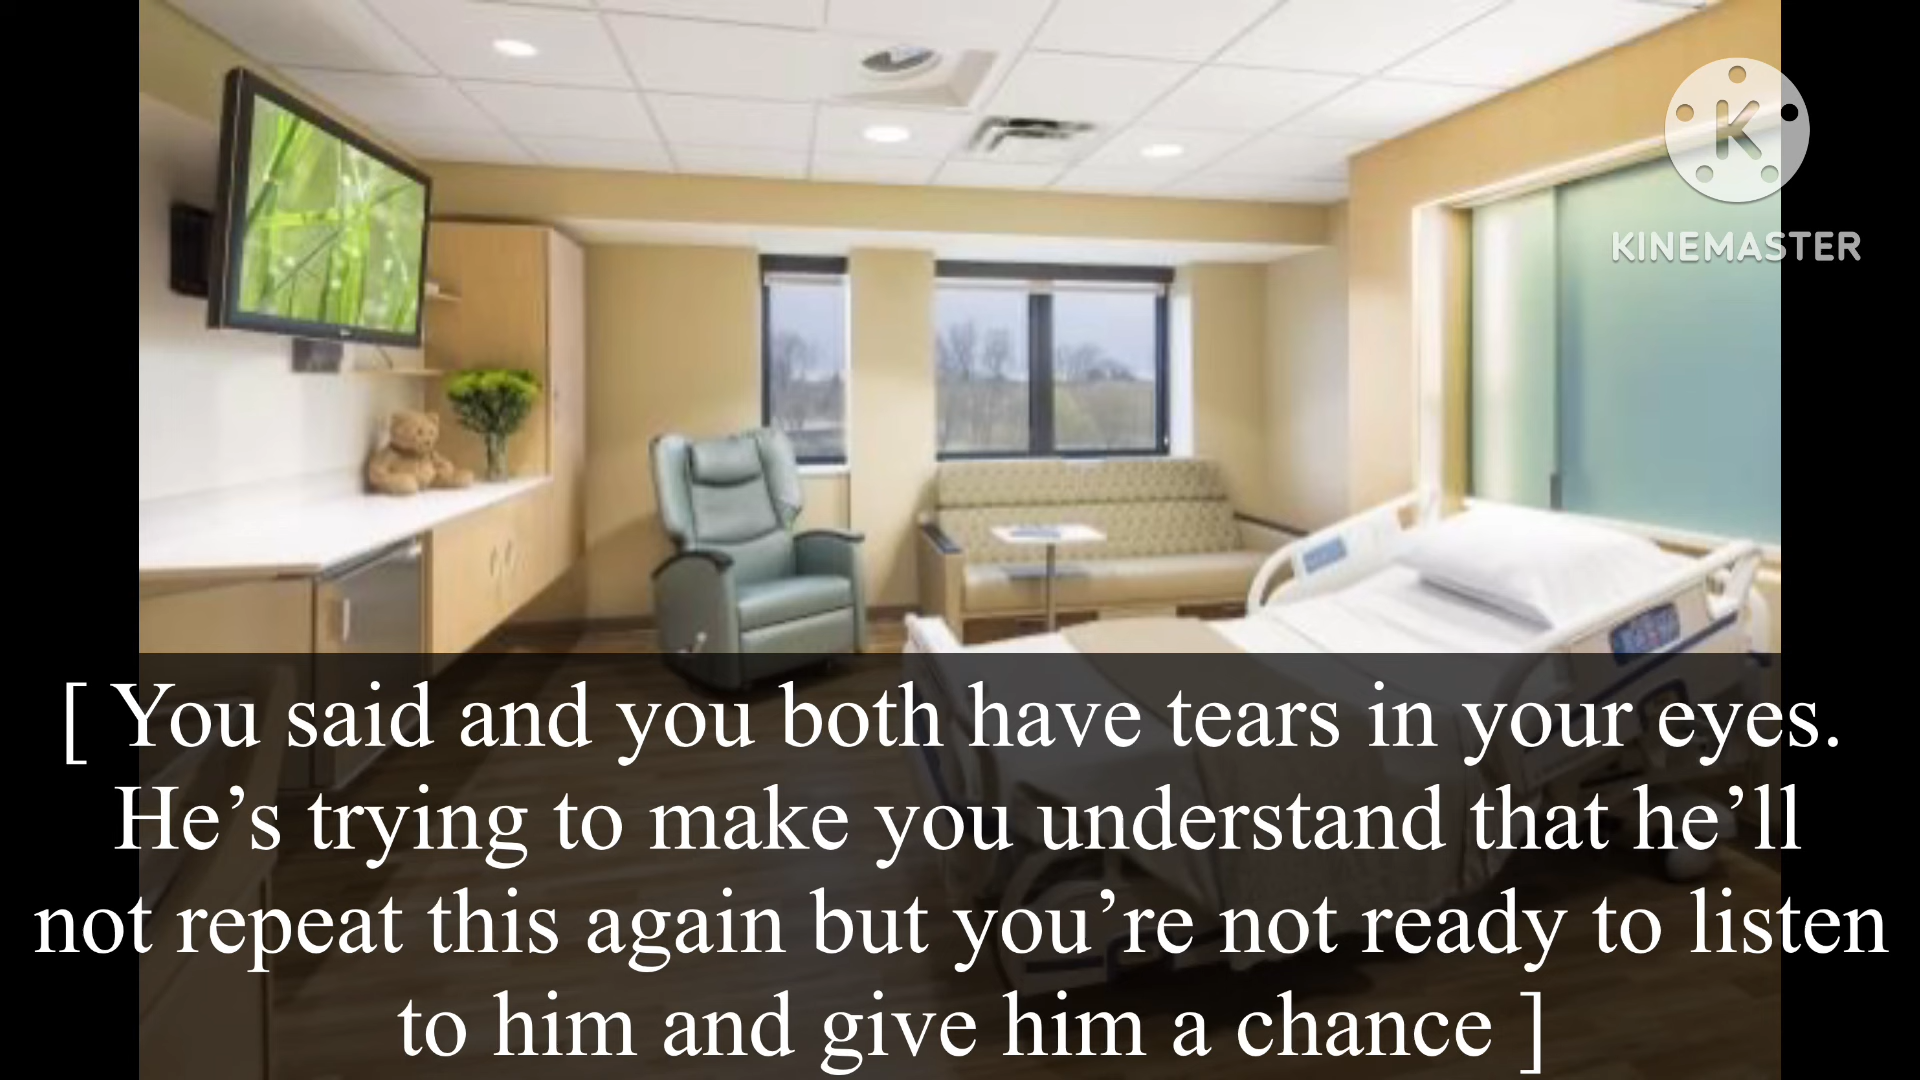 K
KINEMASTER
[ You said and you both have tears in your eyes.
He’s trying to make you understand that he’ll
not repeat this again but you’re not ready to listen
to him and give him a chance ]